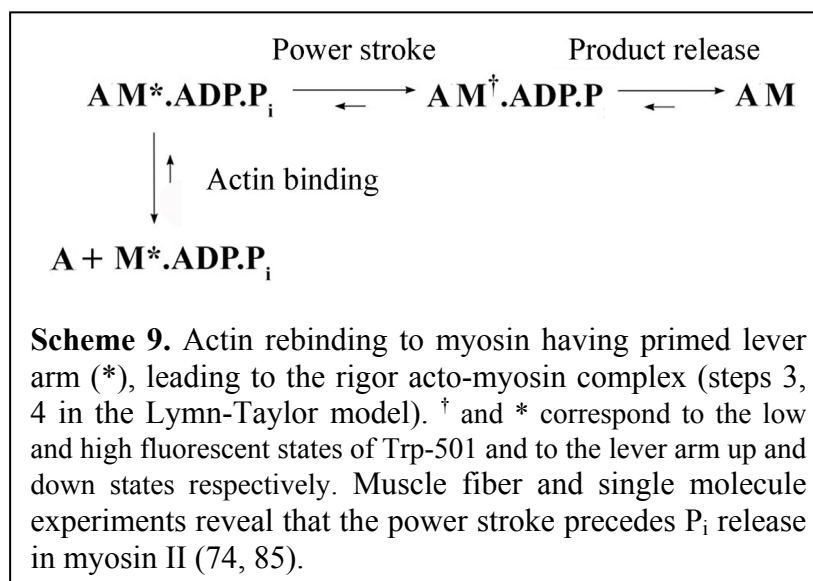 Power stroke Product release
A M*.ADP.Pᵢ A M†.ADP.P A M
Actin binding
A + M*.ADP.Pᵢ
Scheme 9. Actin rebinding to myosin having primed lever
arm (*), leading to the rigor acto-myosin complex (steps 3,
4 in the Lymn-Taylor model). † and * correspond to the low
and high fluorescent states of Trp-501 and to the lever arm up and
down states respectively. Muscle fiber and single molecule
experiments reveal that the power stroke precedes Pᵢ release
in myosin II (74, 85).